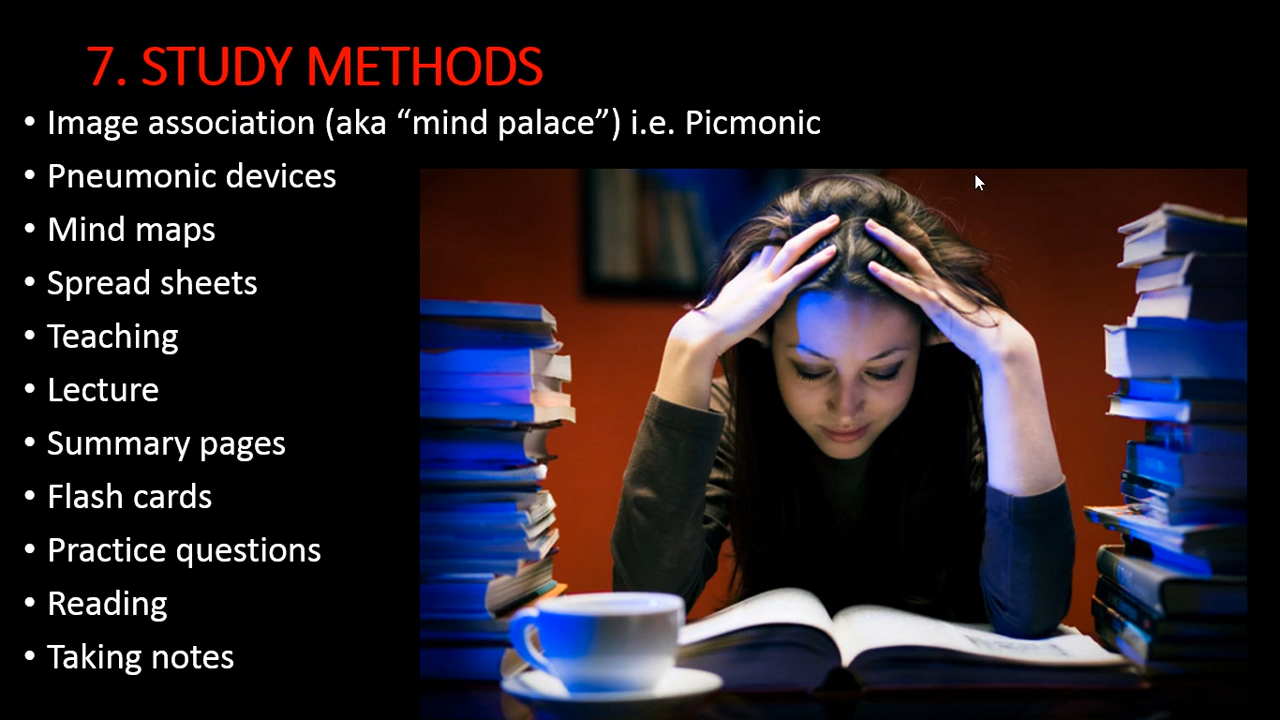 7. STUDY METHODS
• Image association (aka “mind palace”) i.e. Picmonic
• Pneumonic devices
• Mind maps
• Spread sheets
• Teaching
• Lecture
• Summary pages
• Flash cards
• Practice questions
• Reading
• Taking notes